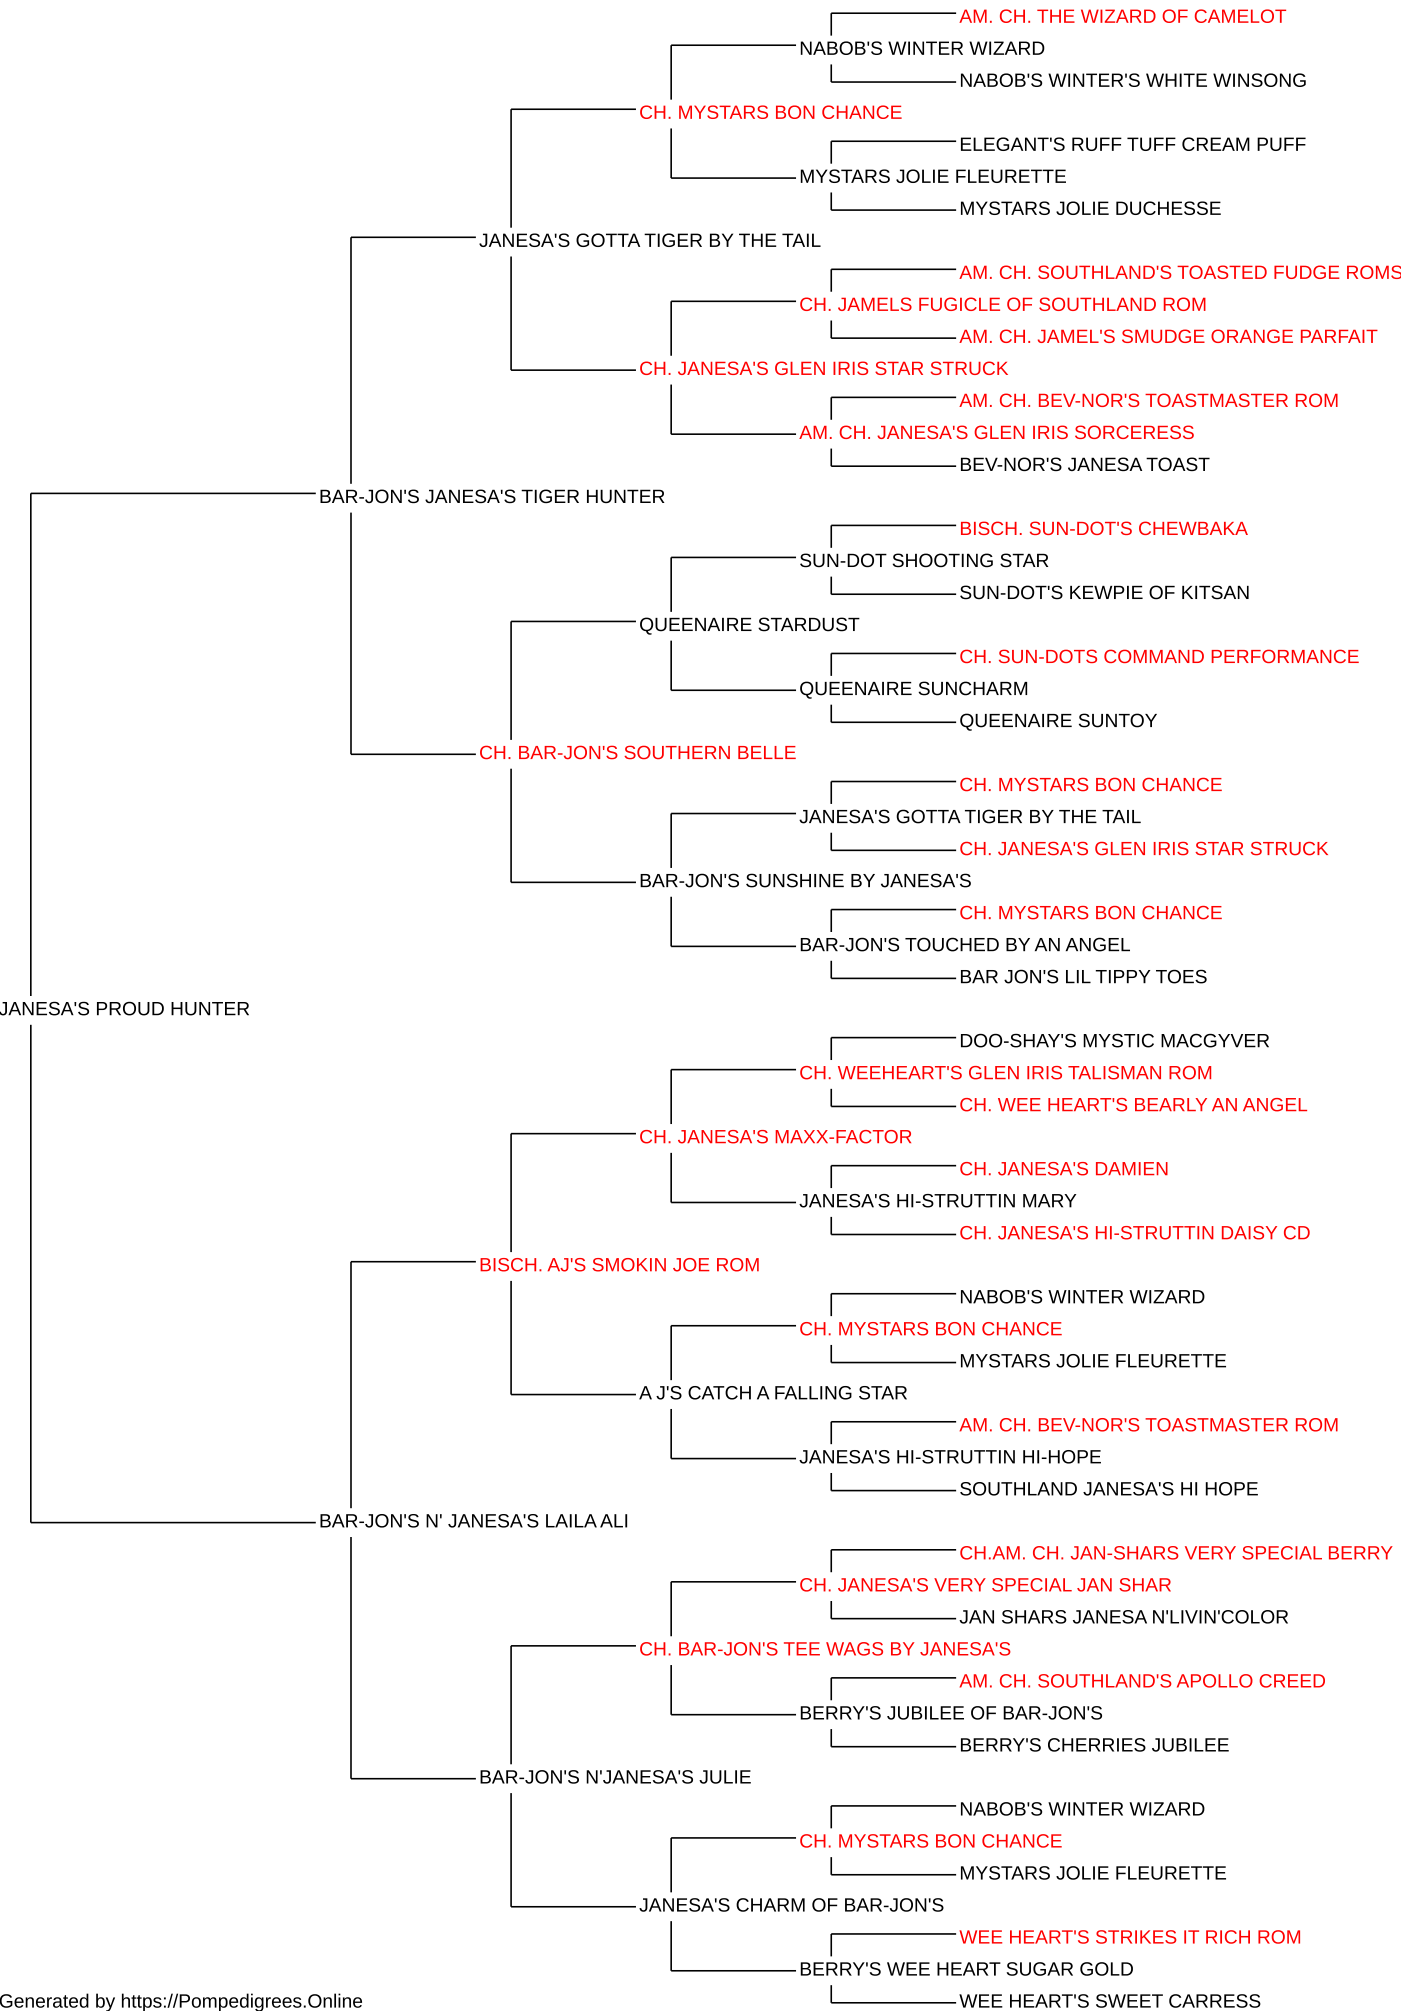 AM. CH. THE WIZARD OF CAMELOT
NABOB'S WINTER WIZARD
NABOB'S WINTER'S WHITE WINSONG
CH. MYSTARS BON CHANCE
ELEGANT'S RUFF TUFF CREAM PUFF
MYSTARS JOLIE FLEURETTE
MYSTARS JOLIE DUCHESSE
JANESA'S GOTTA TIGER BY THE TAIL
AM. CH. SOUTHLAND'S TOASTED FUDGE ROMS
CH. JAMELS FUGICLE OF SOUTHLAND ROM
AM. CH. JAMEL'S SMUDGE ORANGE PARFAIT
CH. JANESA'S GLEN IRIS STAR STRUCK
AM. CH. BEV-NOR'S TOASTMASTER ROM
AM. CH. JANESA'S GLEN IRIS SORCERESS
BEV-NOR'S JANESA TOAST
BAR-JON'S JANESA'S TIGER HUNTER
BISCH. SUN-DOT'S CHEWBAKA
SUN-DOT SHOOTING STAR
SUN-DOT'S KEWPIE OF KITSAN
QUEENAIRE STARDUST
CH. SUN-DOTS COMMAND PERFORMANCE
QUEENAIRE SUNCHARM
QUEENAIRE SUNTOY
CH. BAR-JON'S SOUTHERN BELLE
CH. MYSTARS BON CHANCE
JANESA'S GOTTA TIGER BY THE TAIL
CH. JANESA'S GLEN IRIS STAR STRUCK
BAR-JON'S SUNSHINE BY JANESA'S
CH. MYSTARS BON CHANCE
BAR-JON'S TOUCHED BY AN ANGEL
BAR JON'S LIL TIPPY TOES
JANESA'S PROUD HUNTER
DOO-SHAY'S MYSTIC MACGYVER
CH. WEEHEART'S GLEN IRIS TALISMAN ROM
CH. WEE HEART'S BEARLY AN ANGEL
CH. JANESA'S MAXX-FACTOR
CH. JANESA'S DAMIEN
JANESA'S HI-STRUTTIN MARY
CH. JANESA'S HI-STRUTTIN DAISY CD
BISCH. AJ'S SMOKIN JOE ROM
NABOB'S WINTER WIZARD
CH. MYSTARS BON CHANCE
MYSTARS JOLIE FLEURETTE
A J'S CATCH A FALLING STAR
AM. CH. BEV-NOR'S TOASTMASTER ROM
JANESA'S HI-STRUTTIN HI-HOPE
SOUTHLAND JANESA'S HI HOPE
BAR-JON'S N' JANESA'S LAILA ALI
CH.AM. CH. JAN-SHARS VERY SPECIAL BERRY
CH. JANESA'S VERY SPECIAL JAN SHAR
JAN SHARS JANESA N'LIVIN'COLOR
CH. BAR-JON'S TEE WAGS BY JANESA'S
AM. CH. SOUTHLAND'S APOLLO CREED
BERRY'S JUBILEE OF BAR-JON'S
BERRY'S CHERRIES JUBILEE
BAR-JON'S N'JANESA'S JULIE
NABOB'S WINTER WIZARD
CH. MYSTARS BON CHANCE
MYSTARS JOLIE FLEURETTE
JANESA'S CHARM OF BAR-JON'S
WEE HEART'S STRIKES IT RICH ROM
BERRY'S WEE HEART SUGAR GOLD
WEE HEART'S SWEET CARRESS
Generated by https://Pompedigrees.Online